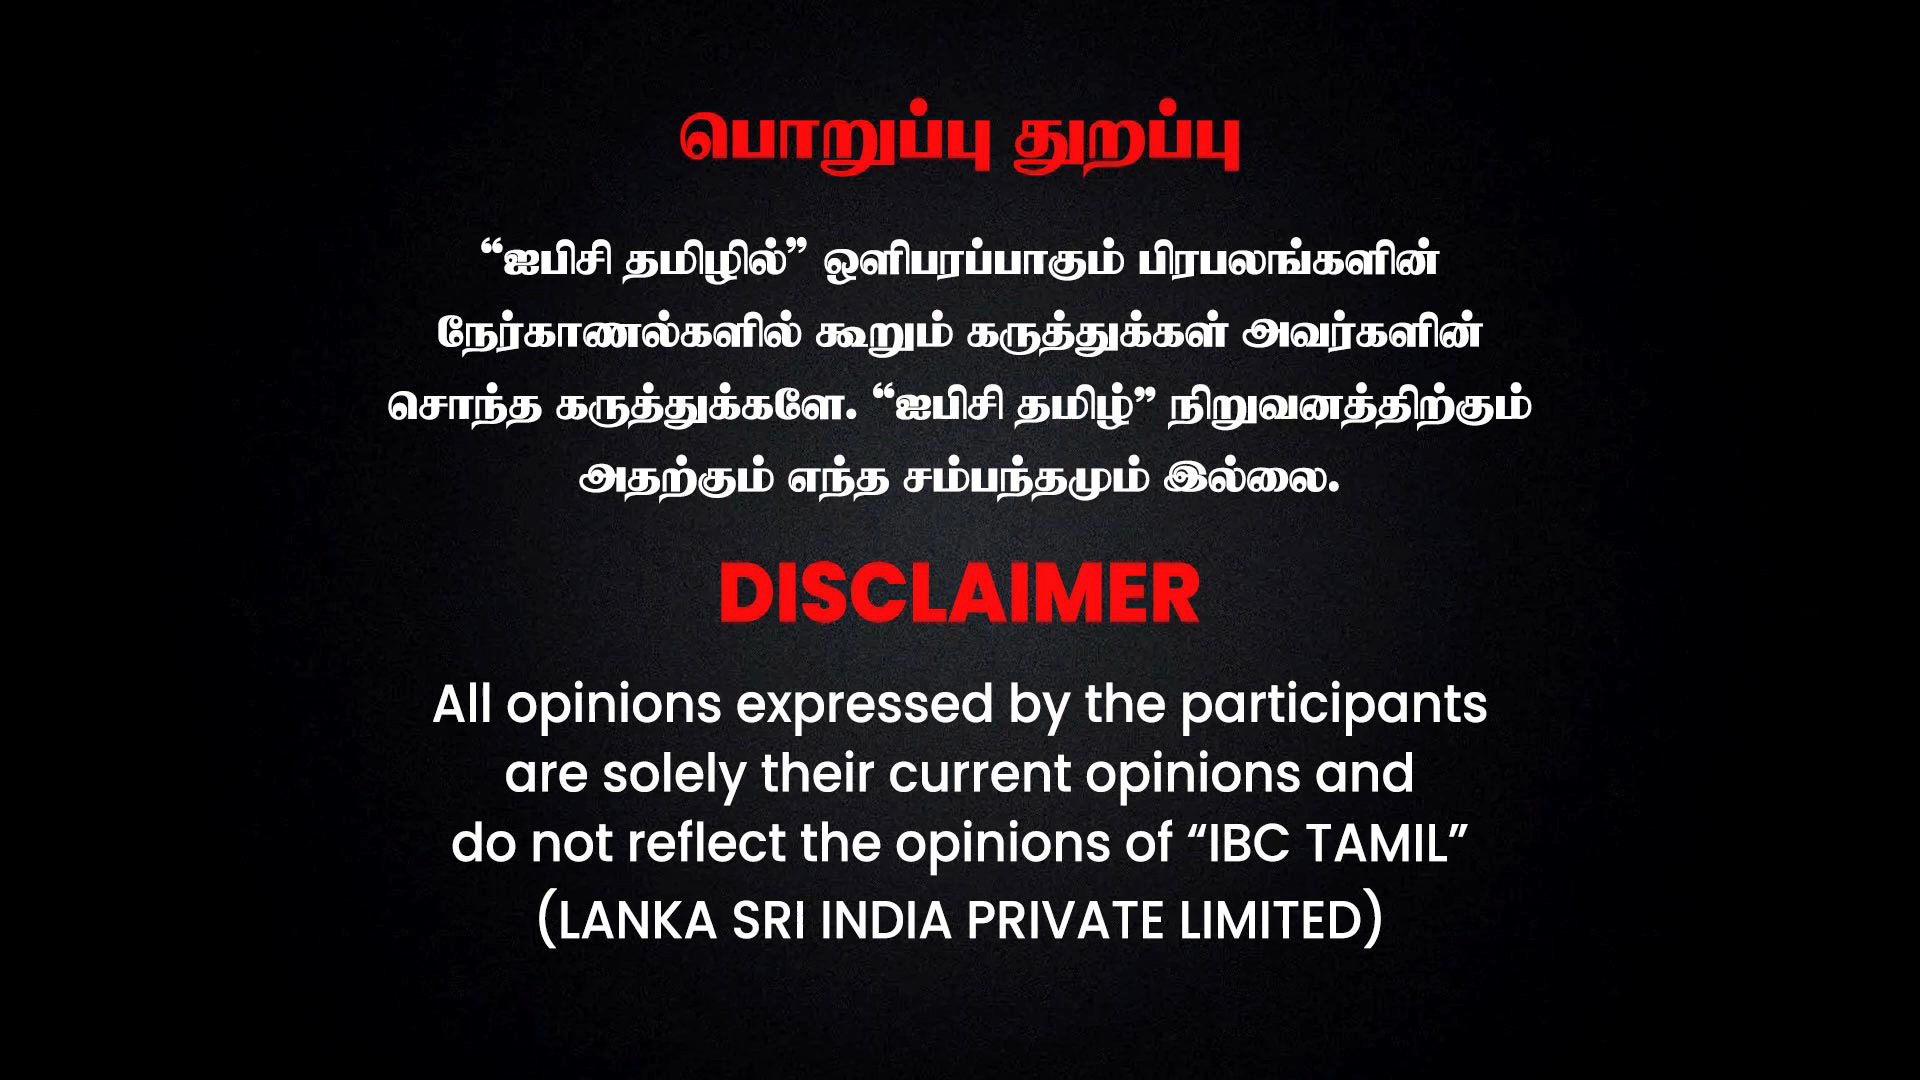 பொறுப்பு துறப்பு
“ஐபிசி தமிழில்” ஒளிபரப்பாகும் பிரபலங்களின்
நேர்காணல்களில் கூறும் கருத்துக்கள் அவர்களின்
சொந்த கருத்துக்களே. “ஐபிசி தமிழ்” நிறுவனத்திற்கும்
அதற்கும் எந்த சம்பந்தமும் இல்லை.
DISCLAIMER
All opinions expressed by the participants
are solely their current opinions and
do not reflect the opinions of “IBC TAMIL”
(LANKA SRI INDIA PRIVATE LIMITED)